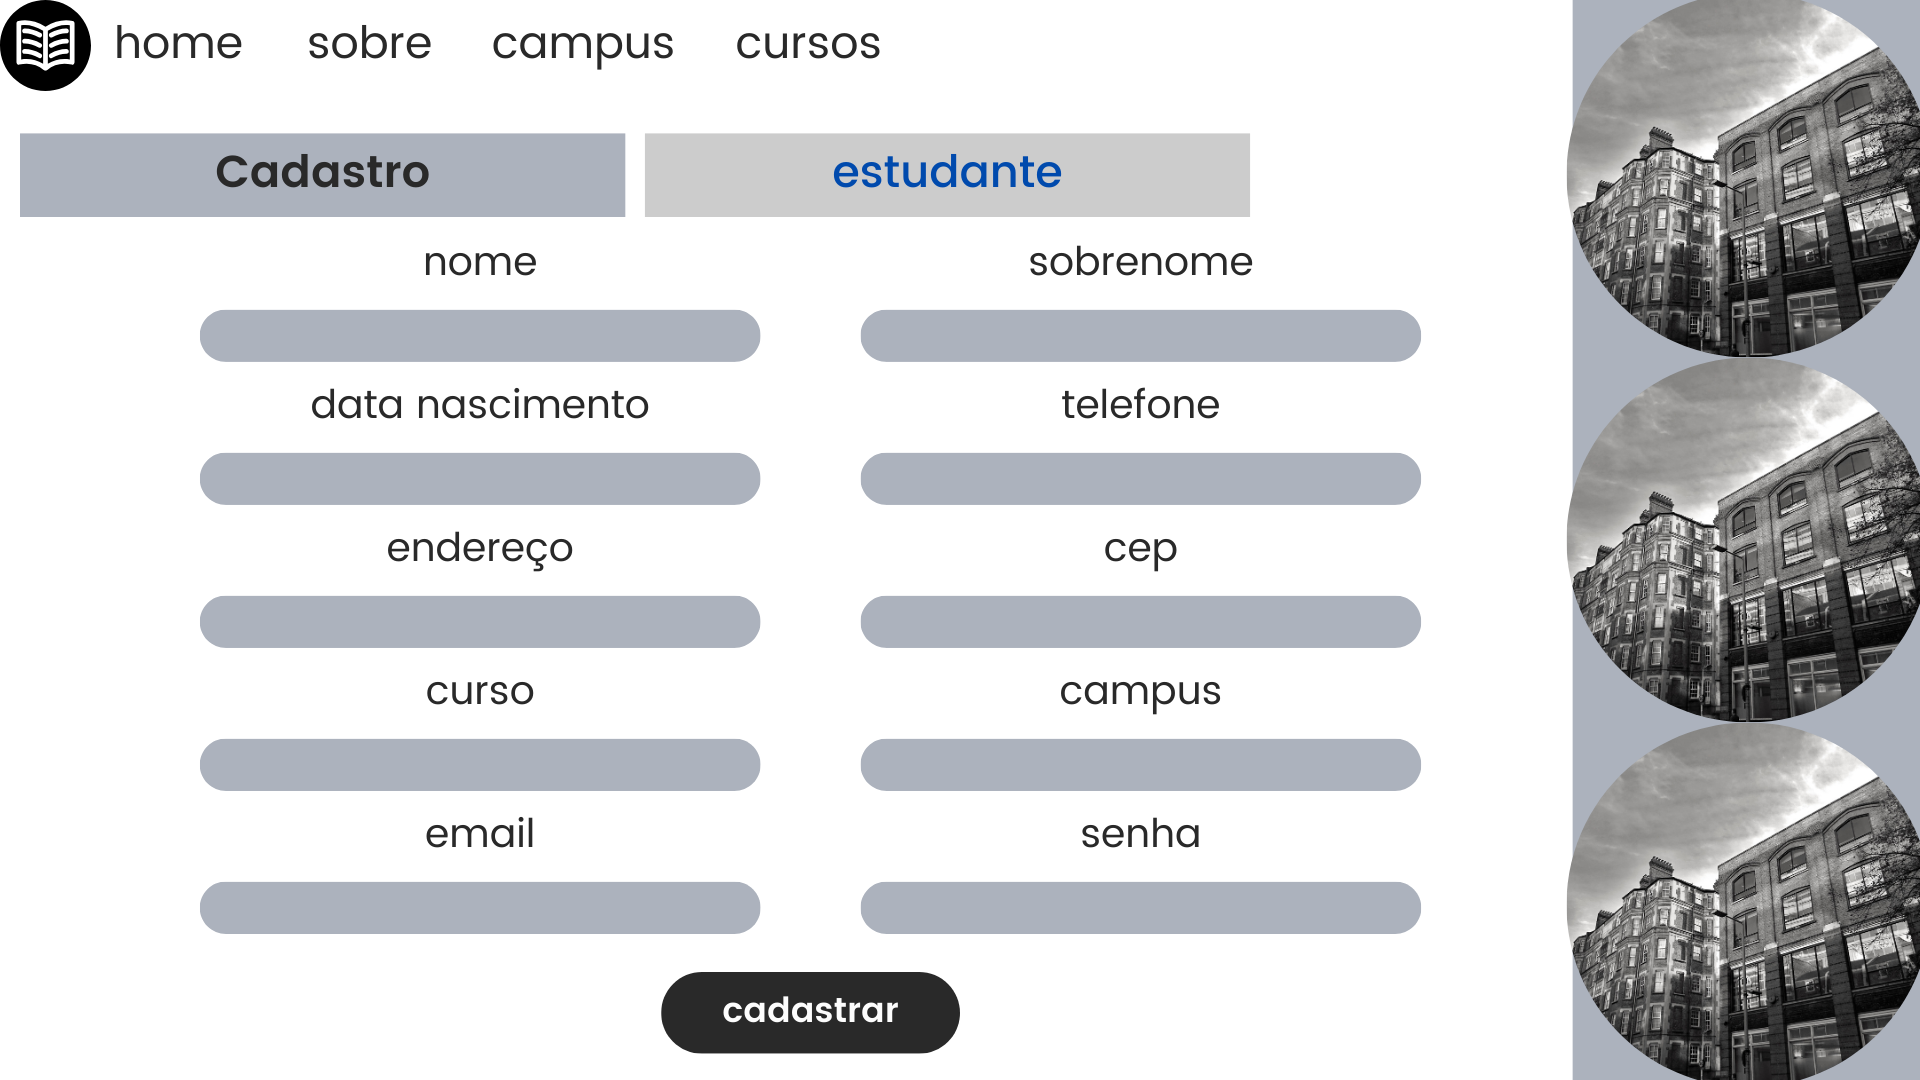 home sobre campus cursos
Cadastro estudante
nome sobrenome
data nascimento telefone
endereço cep
curso campus
email senha
cadastrar